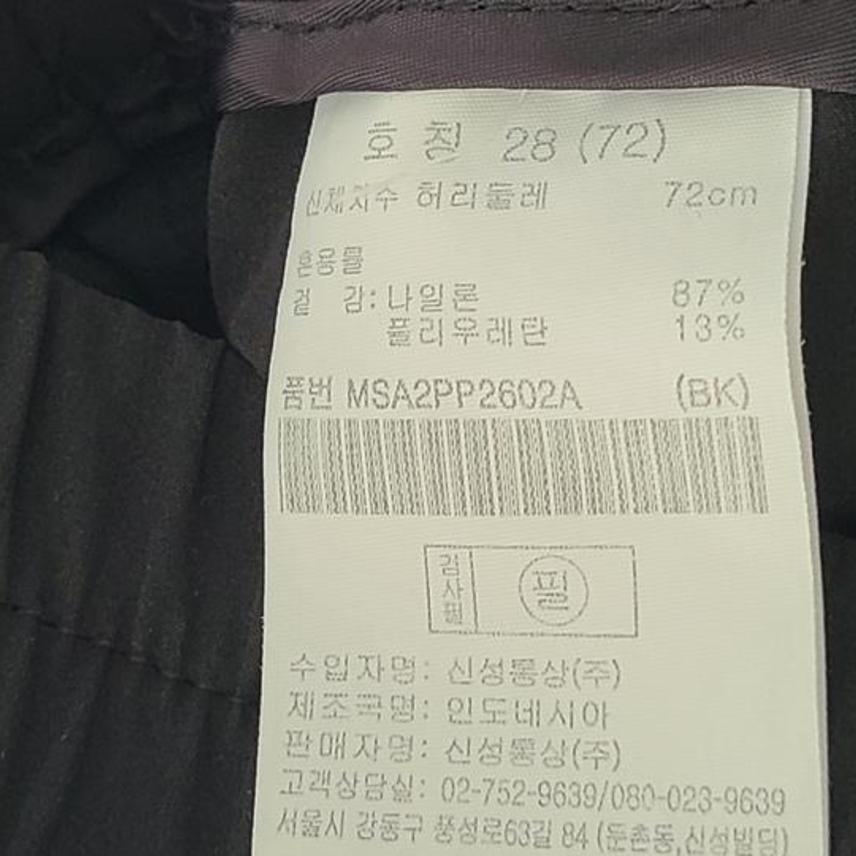 호 칭 28 (72)
신체치수 허리둘레 72cm
혼용률
겉 감: 나일론 87%
폴리우레탄 13%
품번 MSA2PP2602A (BK)
검사필 필
수입자명: 신성통상(주)
제조국명: 인도네시아
판매자명: 신성통상(주)
고객상담실: 02-752-9639/080-023-9639
서울시 강동구 풍성로63길 84 (둔촌동,신성빌딩)